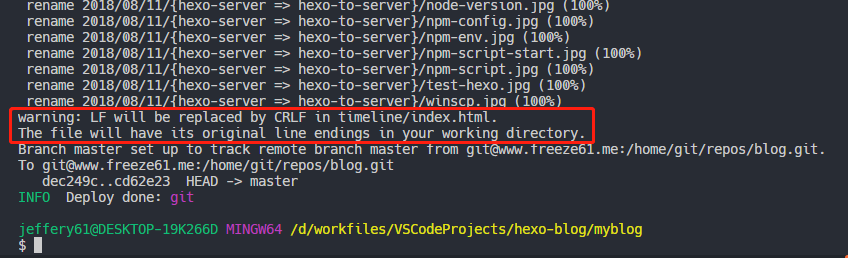 rename 2018/08/11/{hexo-server => hexo-to-server}/node-version.jpg (100%)
rename 2018/08/11/{hexo-server => hexo-to-server}/npm-config.jpg (100%)
rename 2018/08/11/{hexo-server => hexo-to-server}/npm-env.jpg (100%)
rename 2018/08/11/{hexo-server => hexo-to-server}/npm-script-start.jpg (100%)
rename 2018/08/11/{hexo-server => hexo-to-server}/npm-script.jpg (100%)
rename 2018/08/11/{hexo-server => hexo-to-server}/test-hexo.jpg (100%)
rename 2018/08/11/{hexo-server => hexo-to-server}/winscp.jpg (100%)
warning: LF will be replaced by CRLF in timeline/index.html.
The file will have its original line endings in your working directory.
Branch master set up to track remote branch master from git@www.freeze61.me:/home/git/repos/blog.git.
To git@www.freeze61.me:/home/git/repos/blog.git
dec249c..cd62e23  HEAD -> master
INFO  Deploy done: git
jeffery61@DESKTOP-19K266D MINGW64 /d/workfiles/VSCodeProjects/hexo-blog/myblog
$